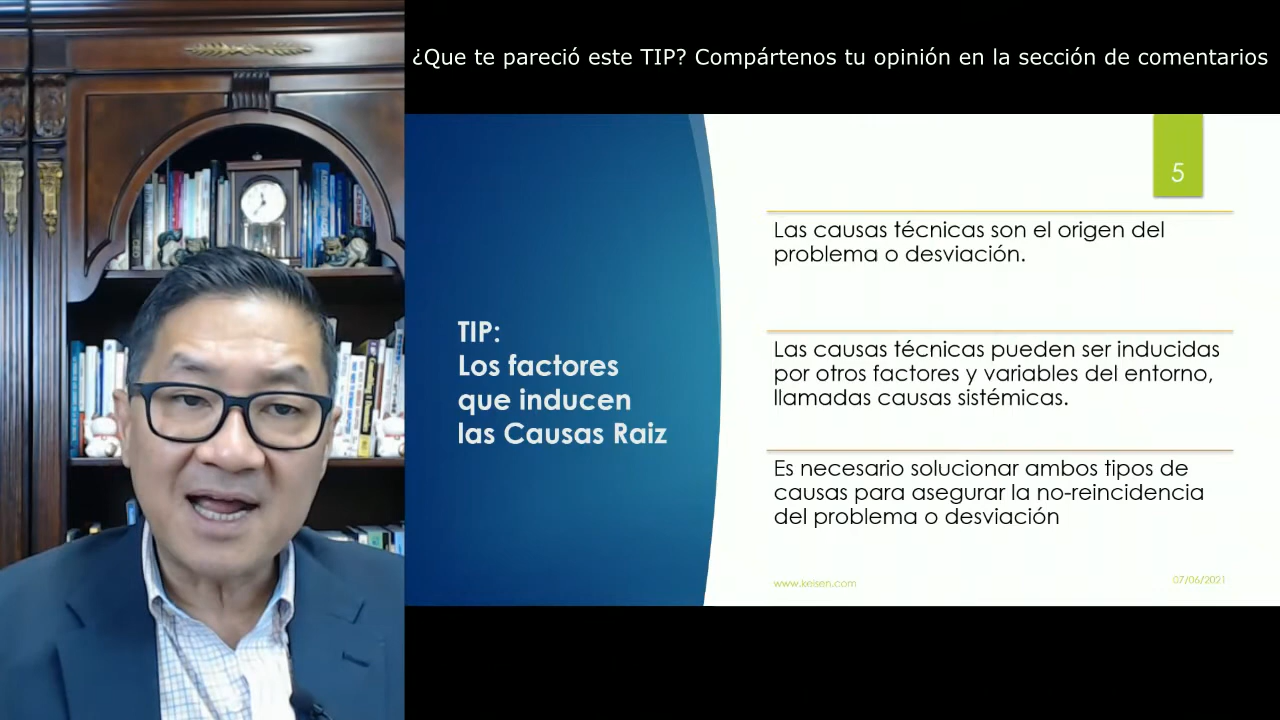 ¿Que te pareció este TIP? Compártenos tu opinión en la sección de comentarios
5
Las causas técnicas son el origen del
problema o desviación.
TIP:
Los factores
que inducen
las Causas Raiz
Las causas técnicas pueden ser inducidas
por otros factores y variables del entorno,
llamadas causas sistémicas.
Es necesario solucionar ambos tipos de
causas para asegurar la no-reincidencia
del problema o desviación
www.keisen.com
07/06/2021